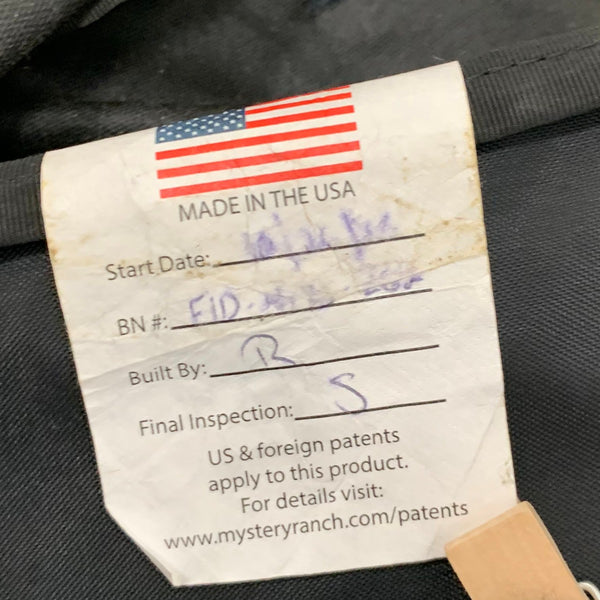 MADE IN THE USA
Start Date:
BN #:
Built By: R
Final Inspection: S
US & foreign patents
apply to this product.
For details visit:
www.mysteryranch.com/patents